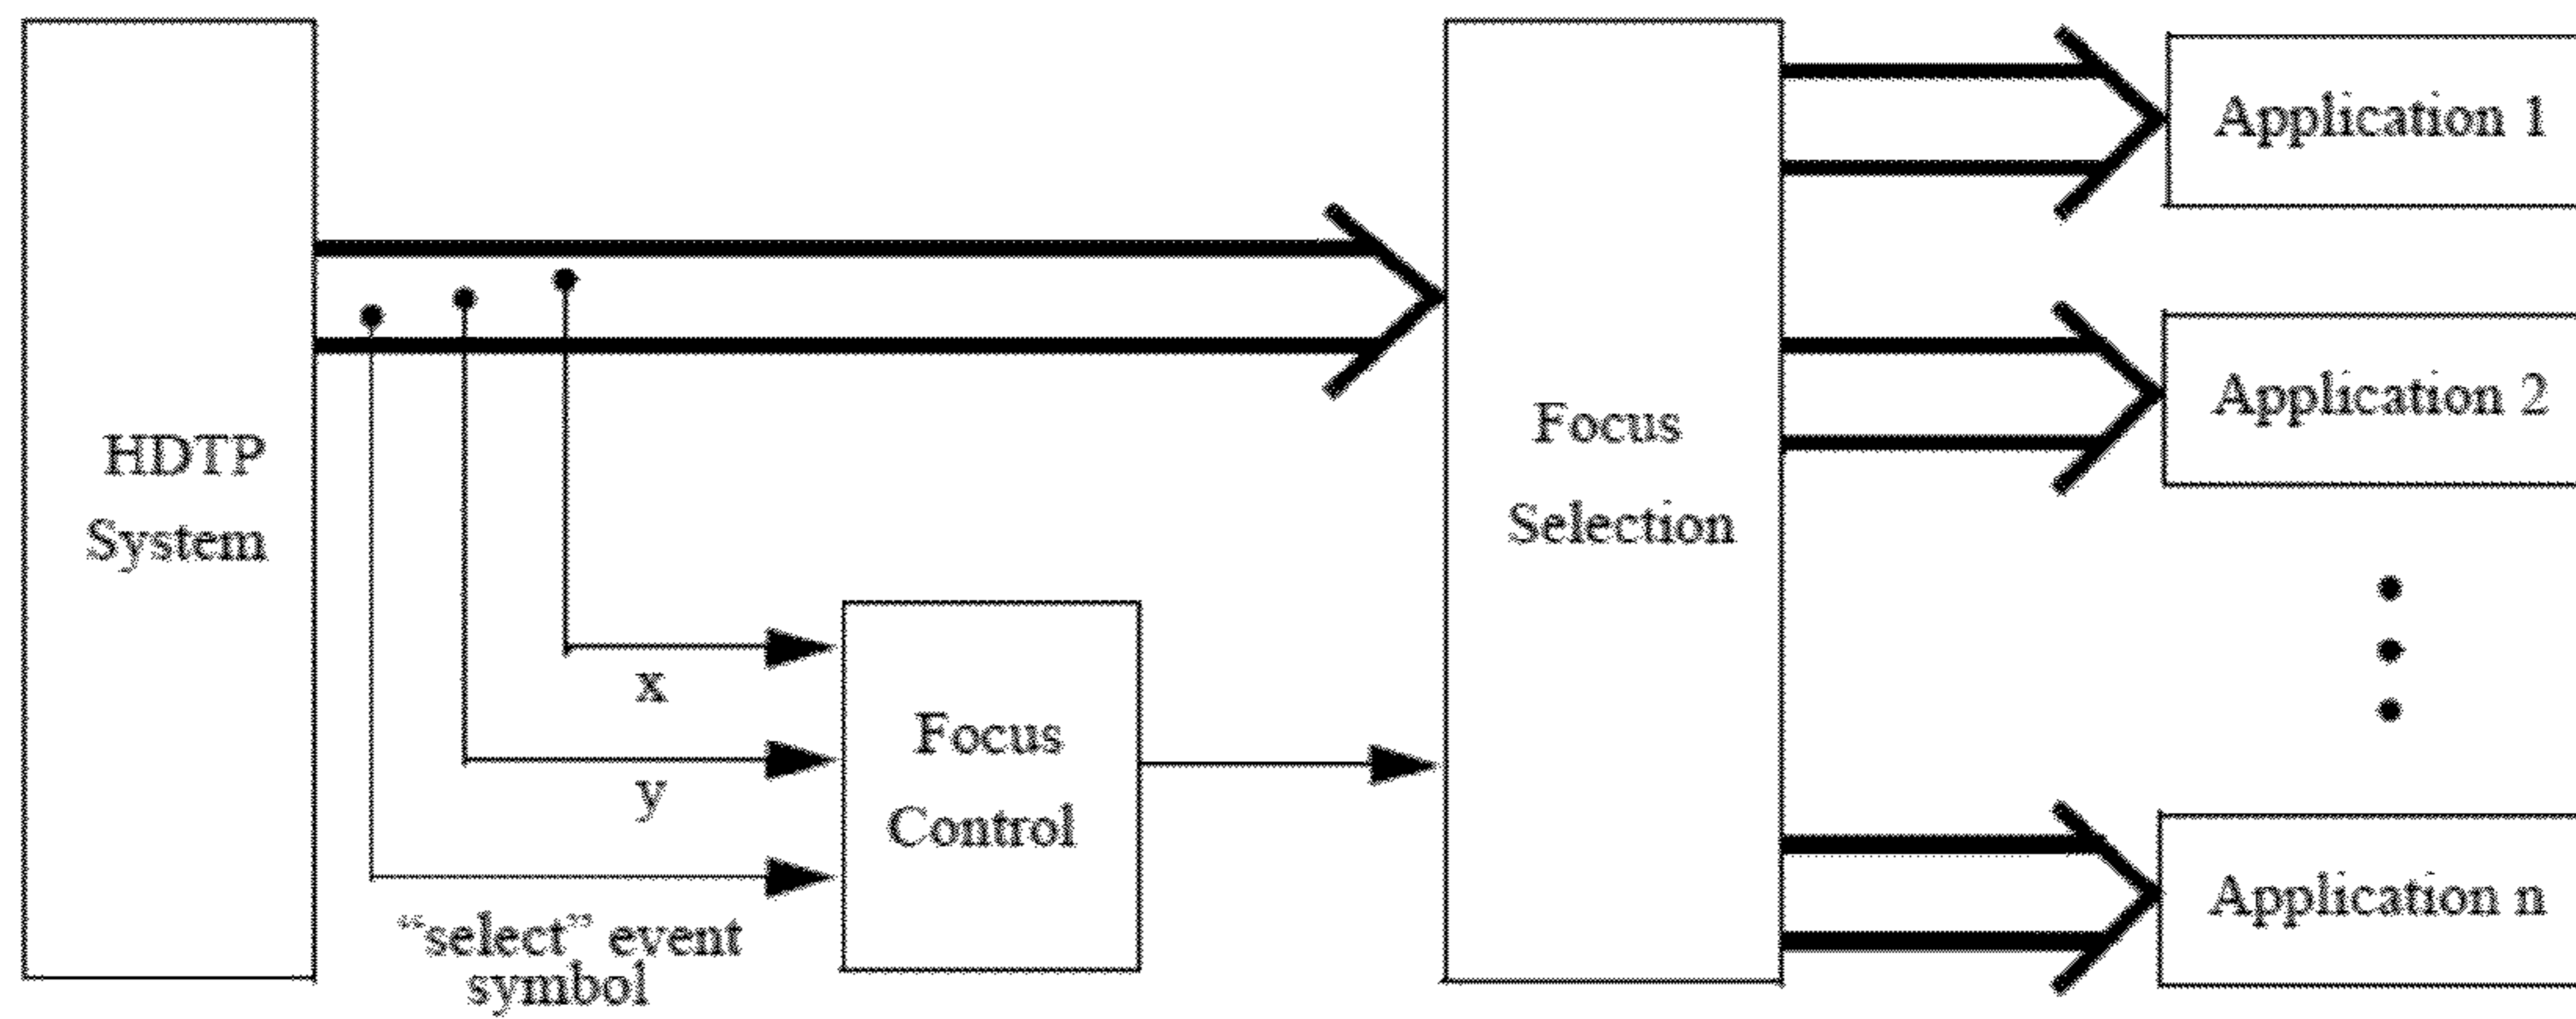 HDTP
System
x
y
“select” event
symbol
Focus
Control
Focus
Selection
Application 1
Application 2
Application n